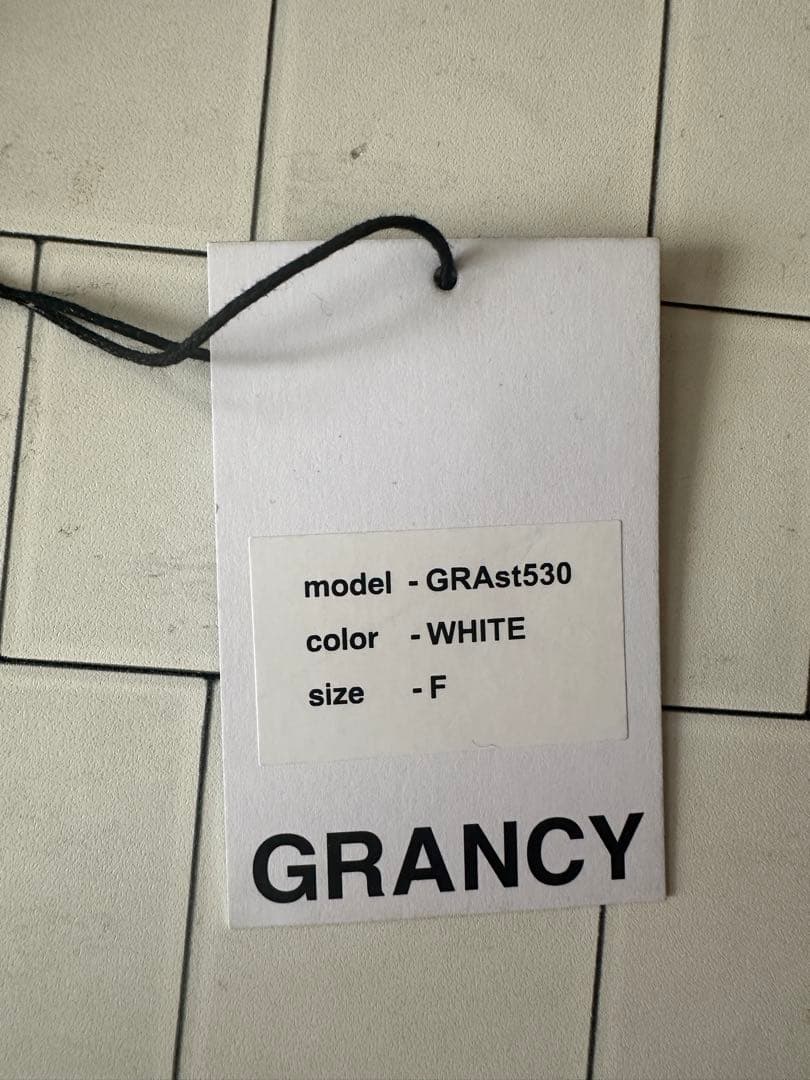 model - GRAst530
color - WHITE
size - F
GRANCY